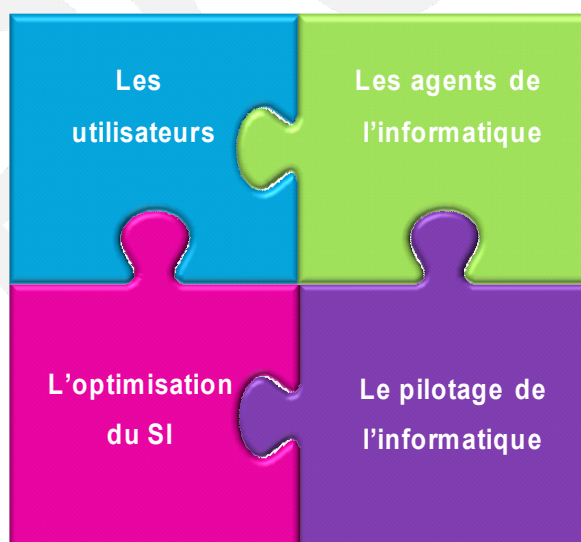 Les
utilisateurs
Les agents de
l’informatique
L’optimisation
du SI
Le pilotage de
l’informatique